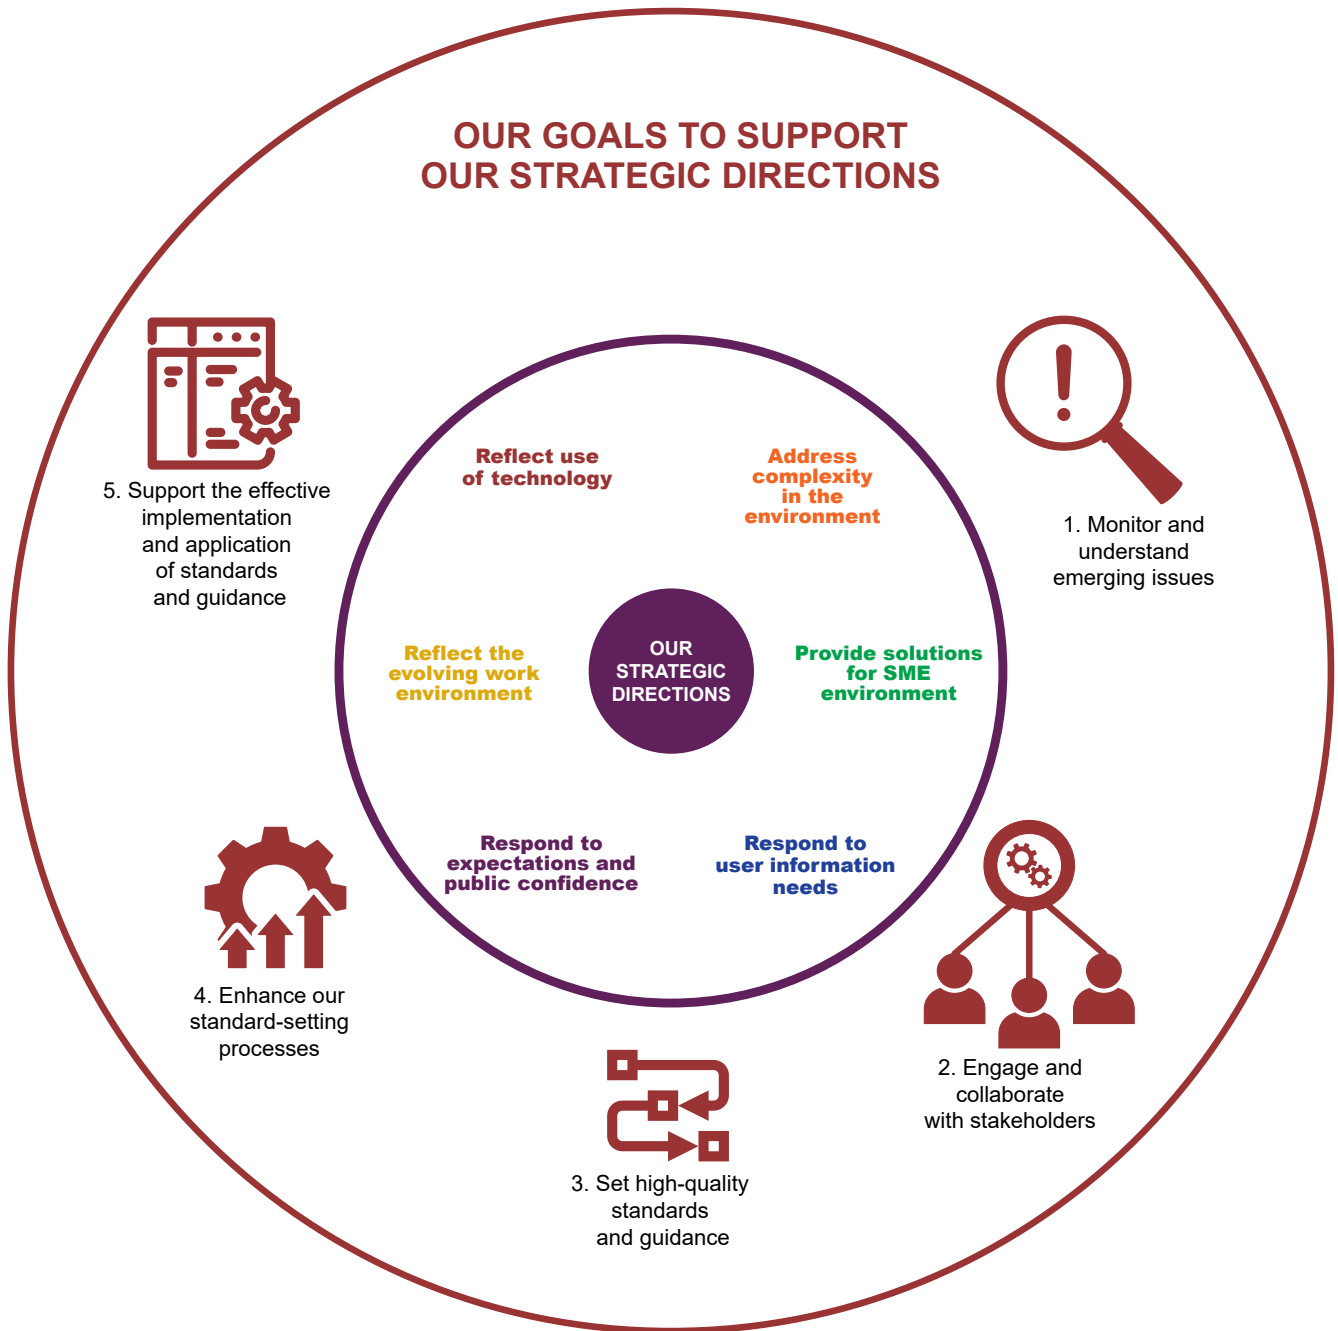 OUR GOALS TO SUPPORT
OUR STRATEGIC DIRECTIONS
1. Monitor and
understand
emerging issues
2. Engage and
collaborate
with stakeholders
3. Set high-quality
standards
and guidance
4. Enhance our
standard-setting
processes
5. Support the effective
implementation
and application
of standards
and guidance
OUR
STRATEGIC
DIRECTIONS
Address
complexity
in the
environment
Provide solutions
for SME
environment
Respond to
user information
needs
Respond to
expectations and
public confidence
Reflect the
evolving work
environment
Reflect use
of technology